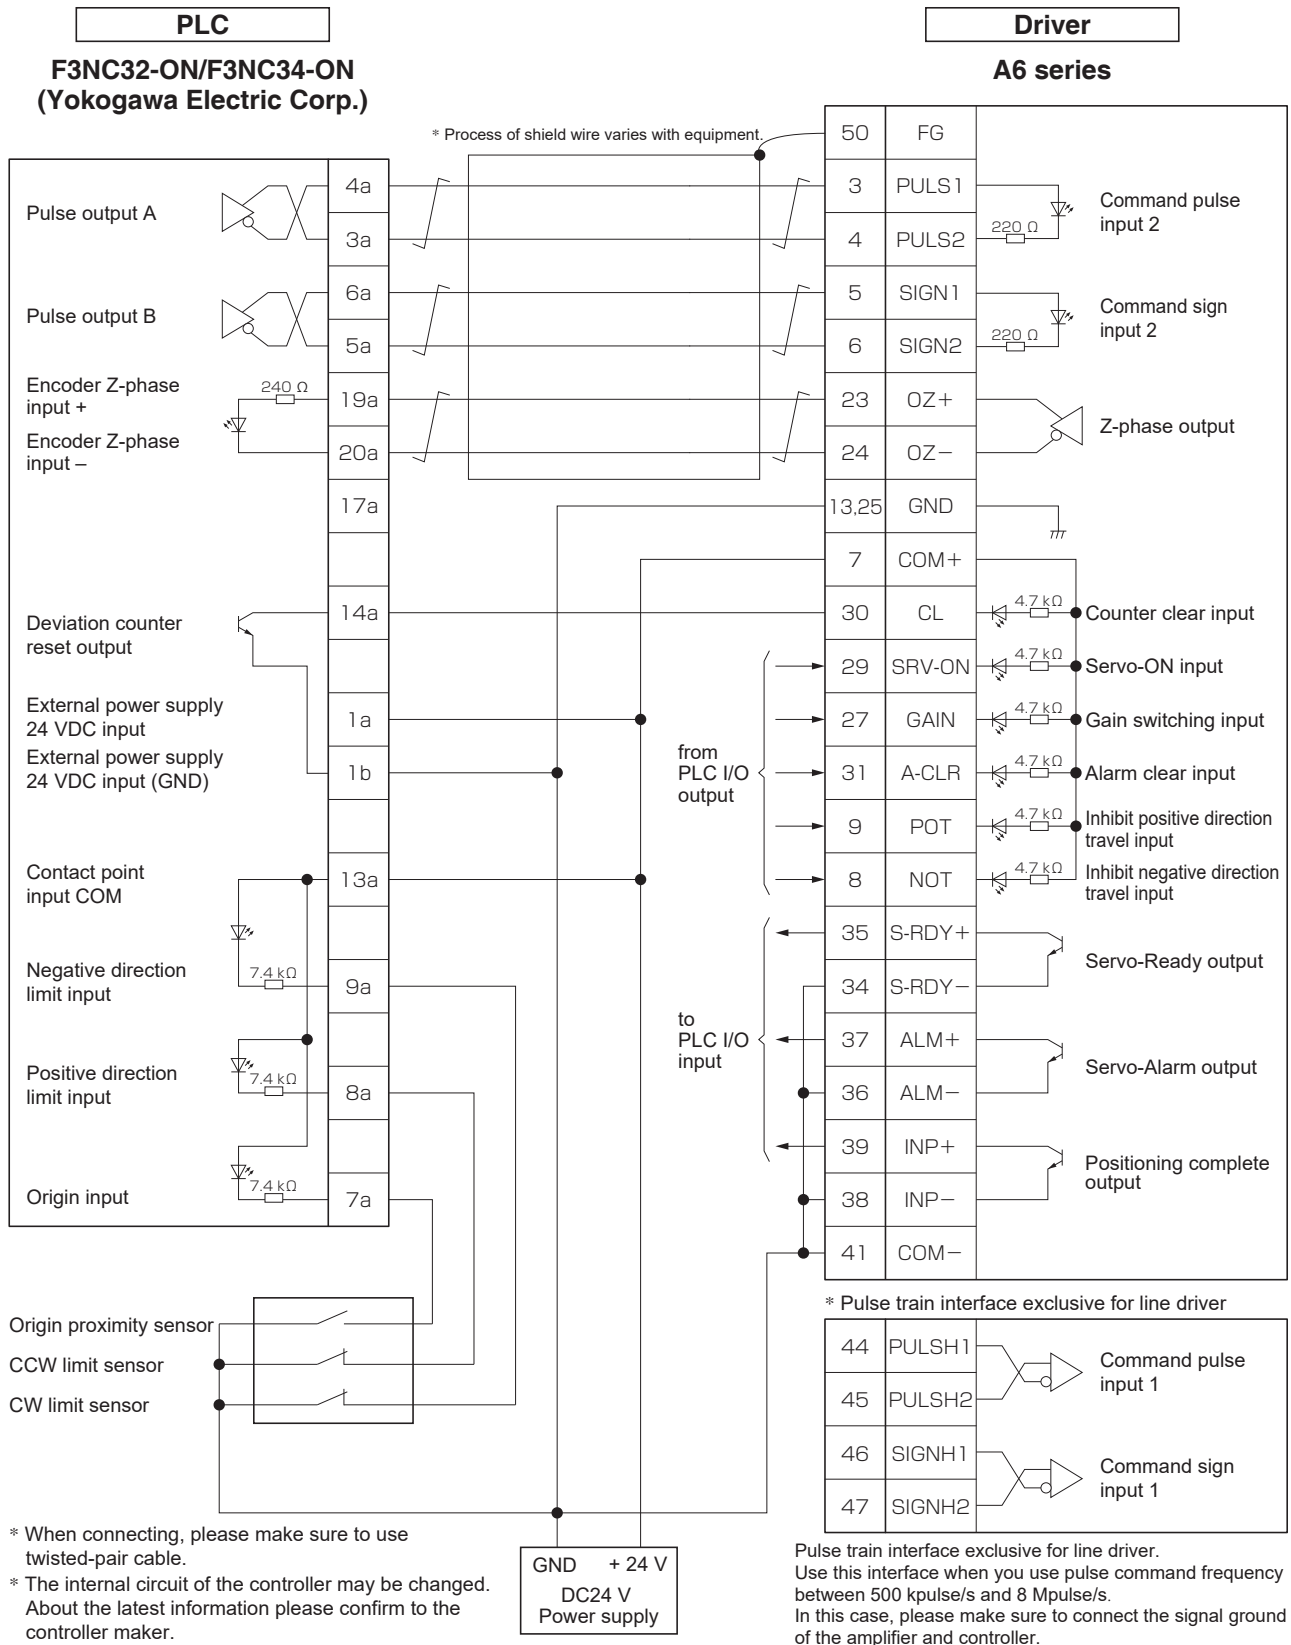 PLC
F3NC32-ON/F3NC34-ON
(Yokogawa Electric Corp.)
Driver
A6 series
* Process of shield wire varies with equipment.
Pulse output A
4a
3a
Pulse output B
6a
5a
Encoder Z-phase
input +
240 Ω
19a
Encoder Z-phase
input –
20a
17a
Deviation counter
reset output
14a
External power supply
24 VDC input
1a
External power supply
24 VDC input (GND)
1b
Contact point
input COM
13a
Negative direction
limit input
7.4 kΩ
9a
Positive direction
limit input
7.4 kΩ
8a
Origin input
7.4 kΩ
7a
50 FG
3 PULS1
4 PULS2
220 Ω
Command pulse
input 2
5 SIGN1
6 SIGN2
220 Ω
Command sign
input 2
23 OZ+
24 OZ−
Z-phase output
13,25 GND
7 COM+
30 CL 4.7 kΩ Counter clear input
29 SRV-ON 4.7 kΩ Servo-ON input
27 GAIN 4.7 kΩ Gain switching input
31 A-CLR 4.7 kΩ Alarm clear input
9 POT 4.7 kΩ Inhibit positive direction
travel input
8 NOT 4.7 kΩ Inhibit negative direction
travel input
from
PLC I/O
output
35 S-RDY+
34 S-RDY−
Servo-Ready output
37 ALM+
36 ALM−
Servo-Alarm output
39 INP+
38 INP−
Positioning complete
output
41 COM−
to
PLC I/O
input
Origin proximity sensor
CCW limit sensor
CW limit sensor
* Pulse train interface exclusive for line driver
44 PULSH1
45 PULSH2
Command pulse
input 1
46 SIGNH1
47 SIGNH2
Command sign
input 1
* When connecting, please make sure to use
twisted-pair cable.
* The internal circuit of the controller may be changed.
About the latest information please confirm to the
controller maker.
GND + 24 V
DC24 V
Power supply
Pulse train interface exclusive for line driver.
Use this interface when you use pulse command frequency
between 500 kpulse/s and 8 Mpulse/s.
In this case, please make sure to connect the signal ground
of the amplifier and controller.